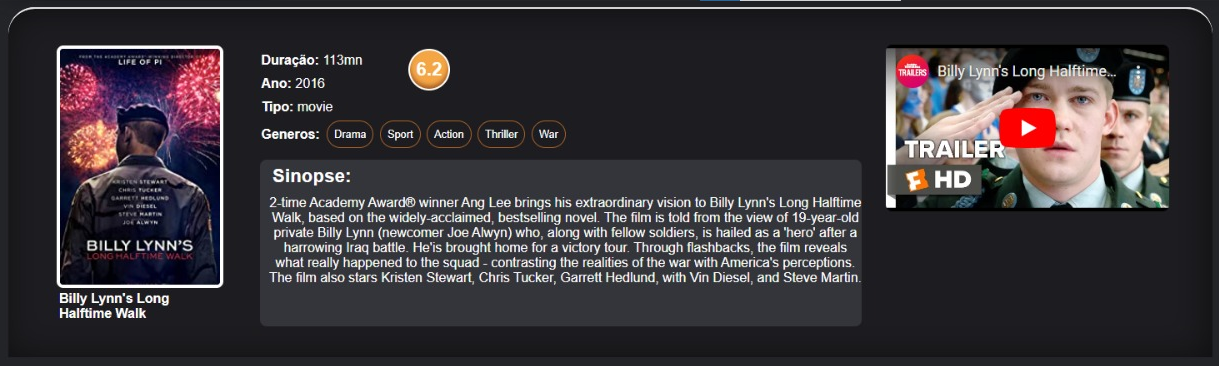 FROM THE ACADEMY AWARD WINNING DIRECTOR OF
LIFE OF PI
KRISTEN STEWART
CHRIS TUCKER
GARRETT HEDLUND
VIN DIESEL
STEVE MARTIN
JOE ALWYN
BILLY LYNN'S
LONG HALFTIME WALK
Billy Lynn's Long
Halftime Walk
Duração: 113mn
6.2
Ano: 2016
Tipo: movie
Generos: Drama Sport Action Thriller War
Sinopse:
2-time Academy Award® winner Ang Lee brings his extraordinary vision to Billy Lynn's Long Halftime
Walk, based on the widely-acclaimed, bestselling novel. The film is told from the view of 19-year-old
private Billy Lynn (newcomer Joe Alwyn) who, along with fellow soldiers, is hailed as a 'hero' after a
harrowing Iraq battle. He'is brought home for a victory tour. Through flashbacks, the film reveals
what really happened to the squad - contrasting the realities of the war with America's perceptions.
The film also stars Kristen Stewart, Chris Tucker, Garrett Hedlund, with Vin Diesel, and Steve Martin.
TRAILERS
Billy Lynn's Long Halftime...
TRAILER
HD